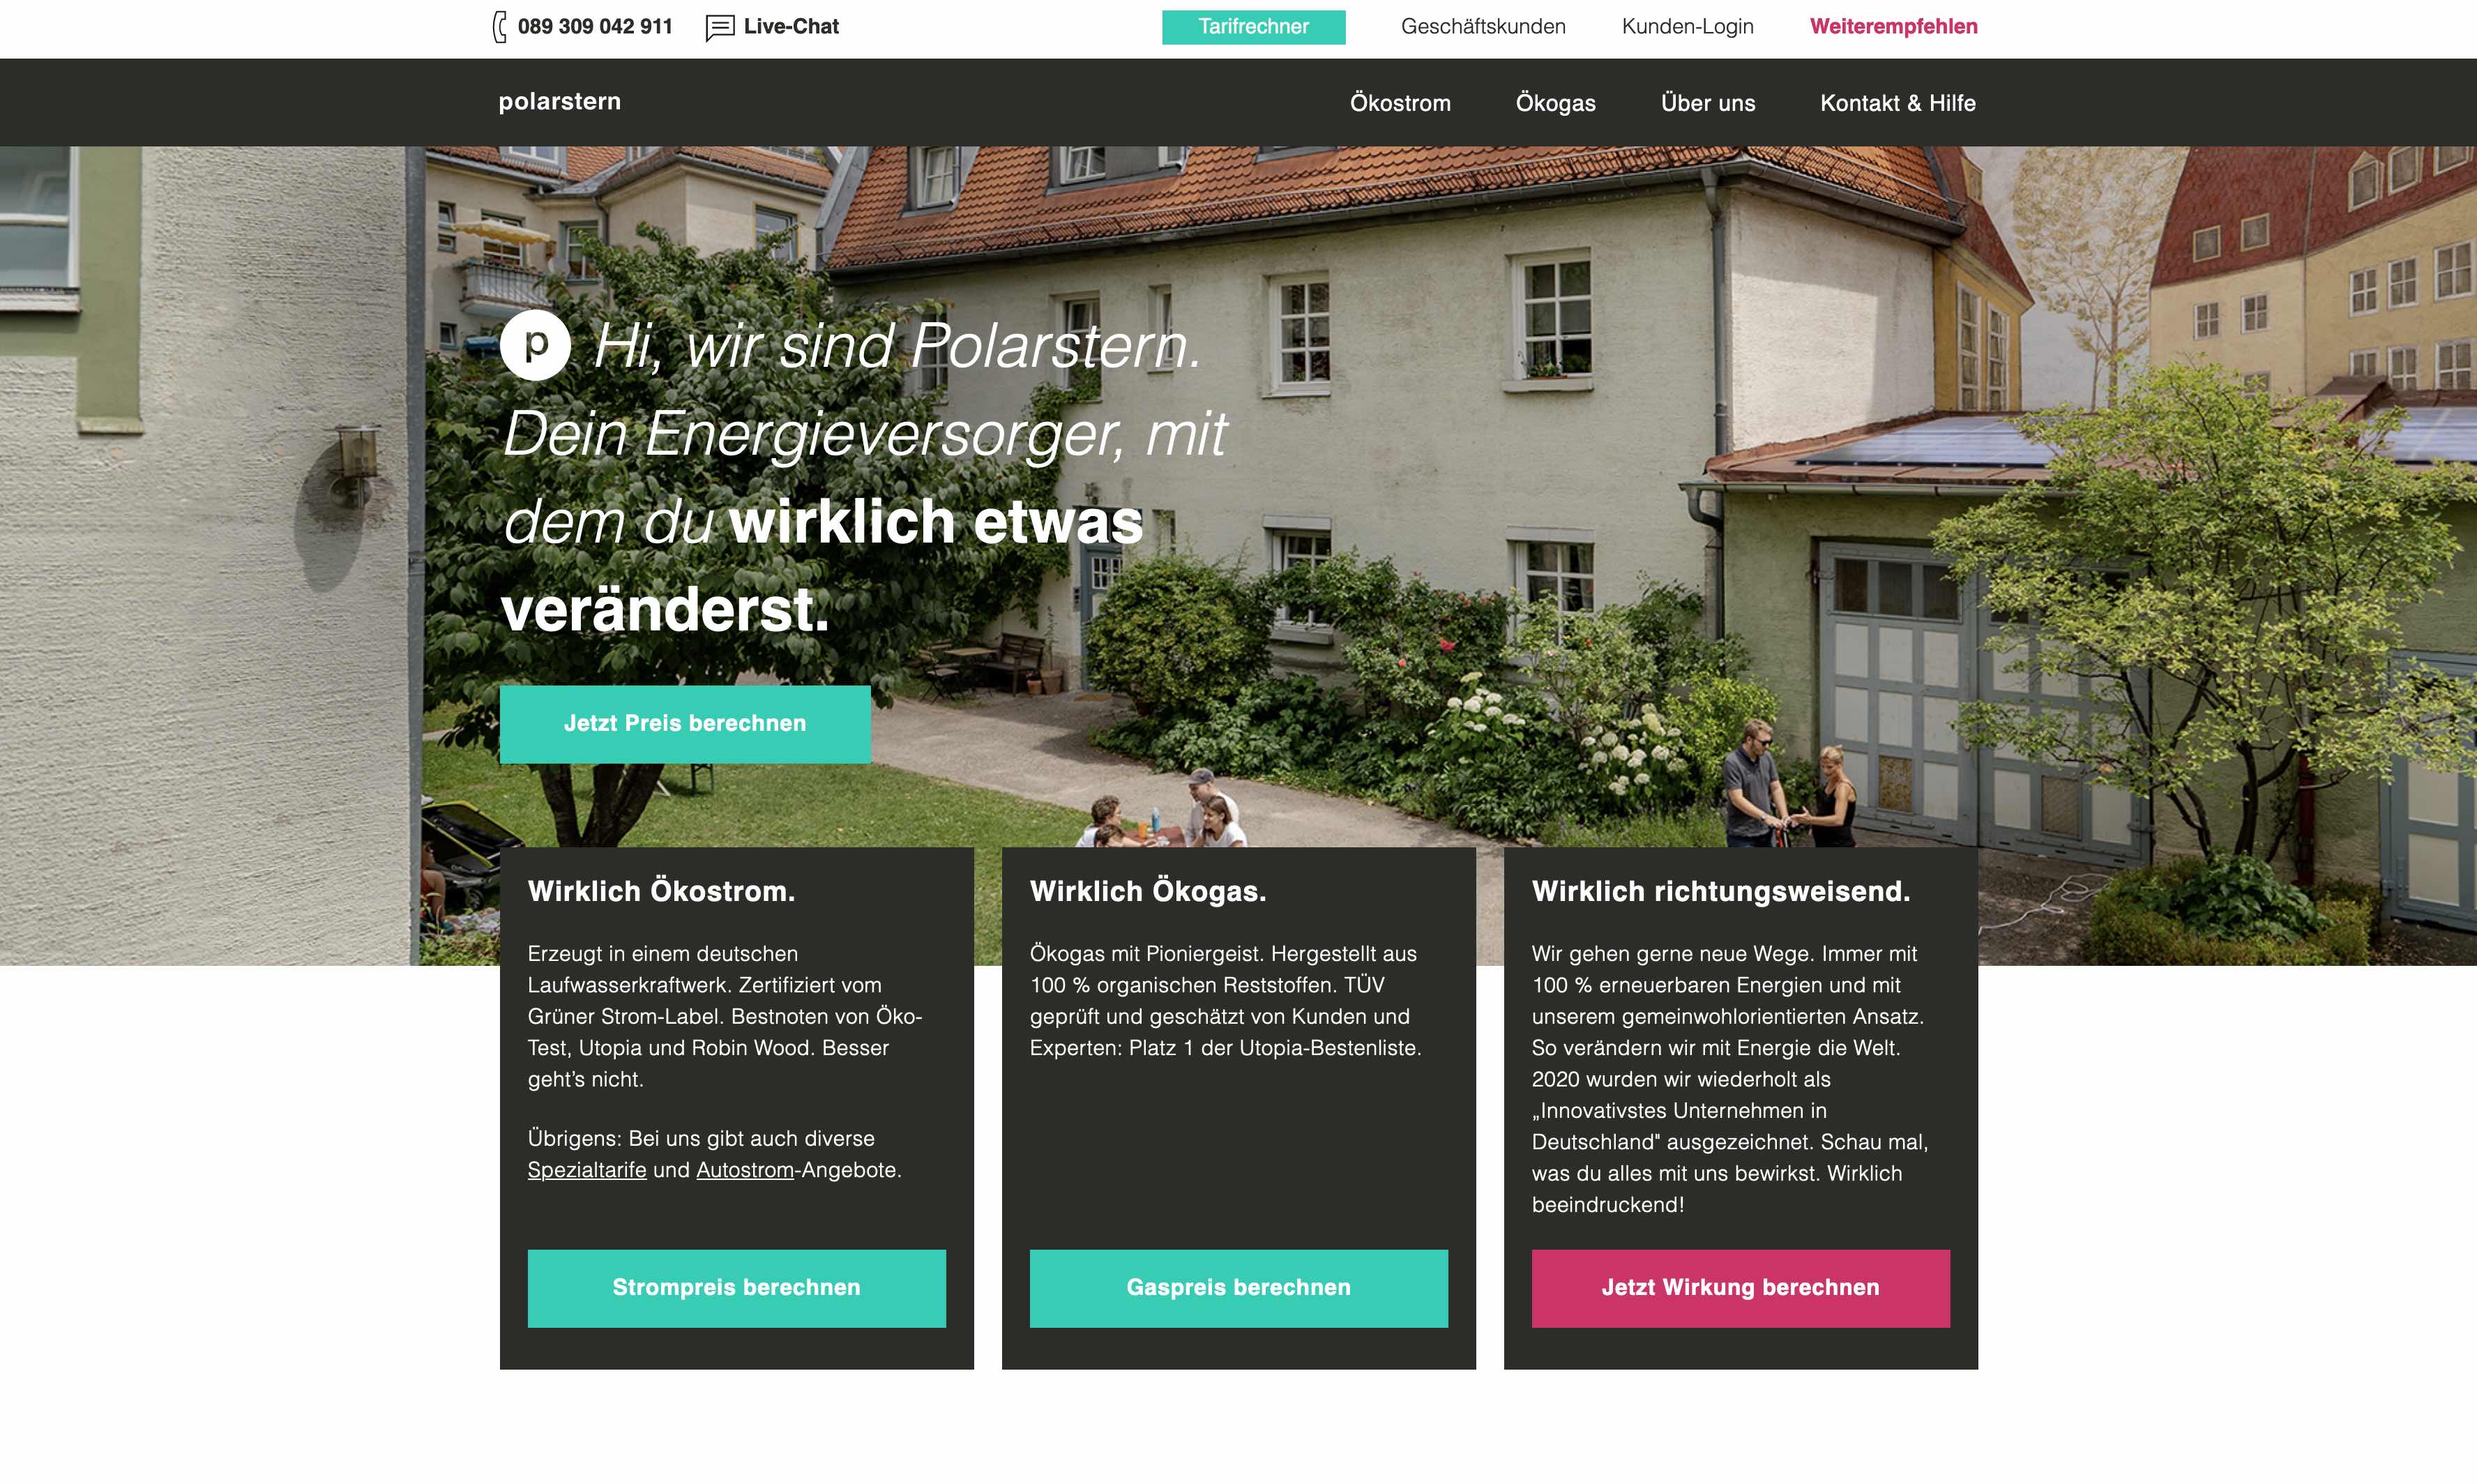 089 309 042 911
Live-Chat
Tarifrechner
Geschäftskunden
Kunden-Login
Weiterempfehlen
polarstern
Ökostrom
Ökogas
Über uns
Kontakt & Hilfe
p Hi, wir sind Polarstern.
Dein Energieversorger, mit
dem du wirklich etwas
veränderst.
Jetzt Preis berechnen
Wirklich Ökostrom.
Erzeugt in einem deutschen
Laufwasserkraftwerk. Zertifiziert vom
Grüner Strom-Label. Bestnoten von Öko-
Test, Utopia und Robin Wood. Besser
geht’s nicht.
Übrigens: Bei uns gibt auch diverse
Spezialtarife und Autostrom-Angebote.
Strompreis berechnen
Wirklich Ökogas.
Ökogas mit Pioniergeist. Hergestellt aus
100 % organischen Reststoffen. TÜV
geprüft und geschätzt von Kunden und
Experten: Platz 1 der Utopia-Bestenliste.
Gaspreis berechnen
Wirklich richtungsweisend.
Wir gehen gerne neue Wege. Immer mit
100 % erneuerbaren Energien und mit
unserem gemeinwohlorientierten Ansatz.
So verändern wir mit Energie die Welt.
2020 wurden wir wiederholt als
„Innovativstes Unternehmen in
Deutschland" ausgezeichnet. Schau mal,
was du alles mit uns bewirkst. Wirklich
beeindruckend!
Jetzt Wirkung berechnen